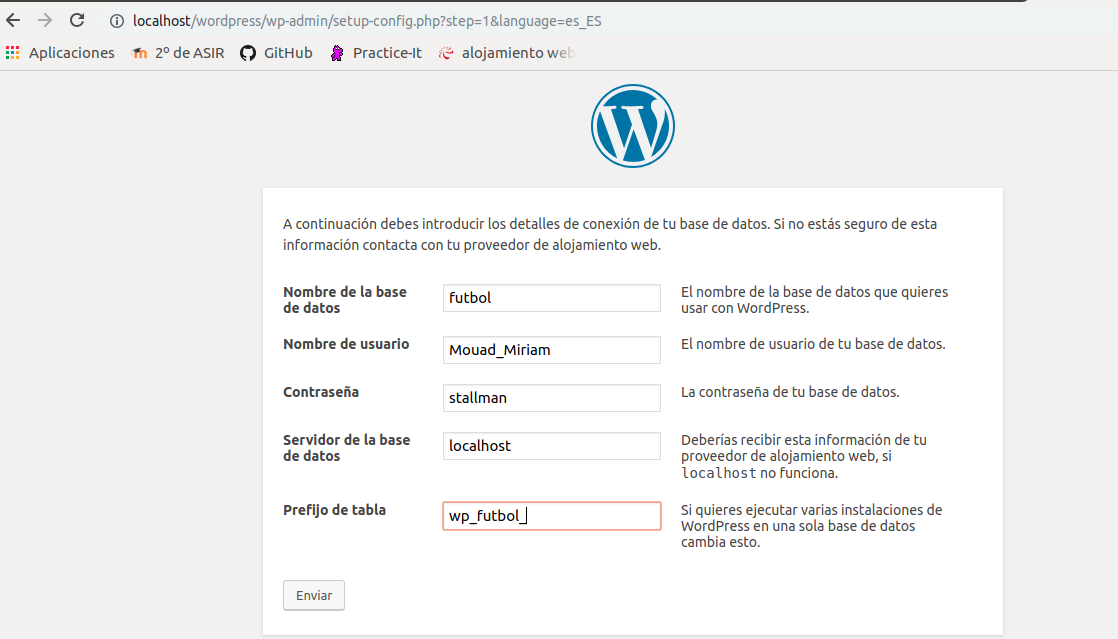 localhost/wordpress/wp-admin/setup-config.php?step=1&language=es_ES
Aplicaciones 2º de ASIR GitHub Practice-It alojamiento web
A continuación debes introducir los detalles de conexión de tu base de datos. Si no estás seguro de esta
información contacta con tu proveedor de alojamiento web.
Nombre de la base
de datos
futbol
El nombre de la base de datos que quieres
usar con WordPress.
Nombre de usuario
Mouad_Miriam
El nombre de usuario de tu base de datos.
Contraseña
stallman
La contraseña de tu base de datos.
Servidor de la base
de datos
localhost
Deberías recibir esta información de tu
proveedor de alojamiento web, si
localhost no funciona.
Prefijo de tabla
wp_futbol_
Si quieres ejecutar varias instalaciones de
WordPress en una sola base de datos
cambia esto.
Enviar